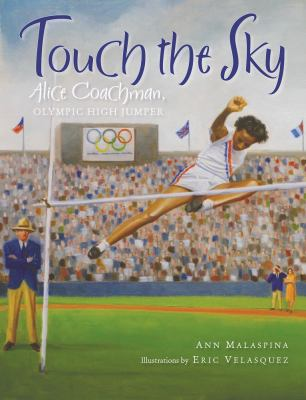 Touch the Sky
Alice Coachman,
OLYMPIC HIGH JUMPER
ANN MALASPINA
Illustrations by ERIC VELASQUEZ